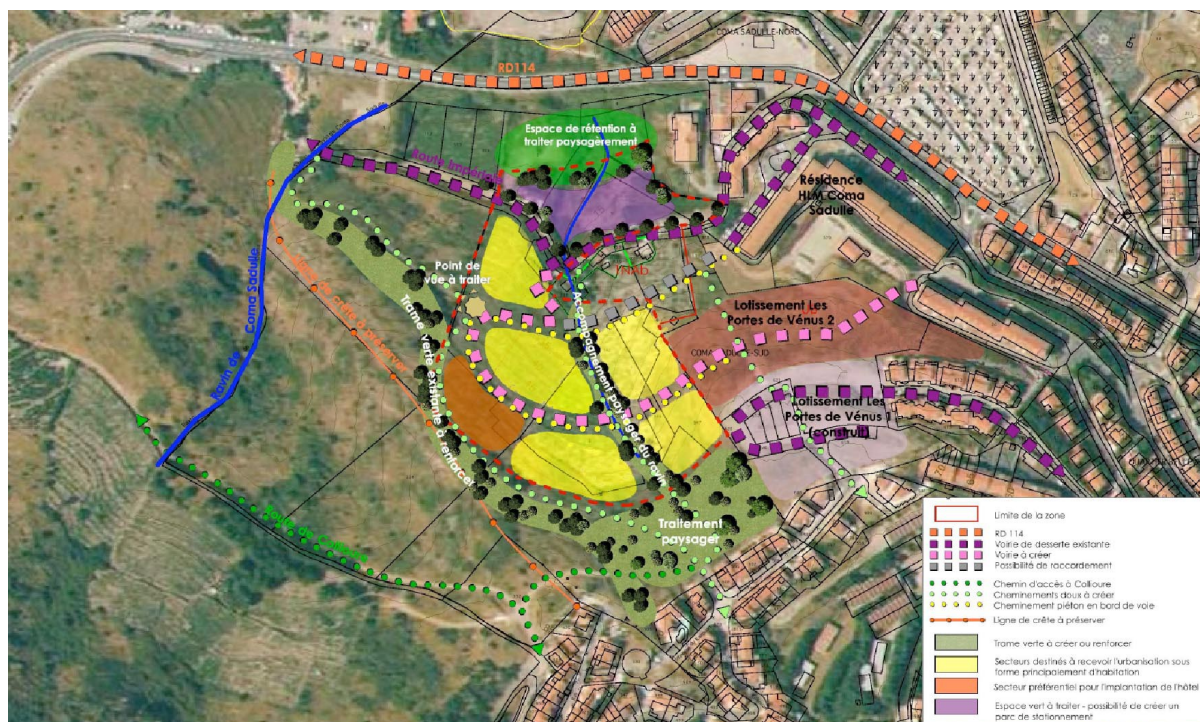 COMA SADULLE-NORD
RD114
Espace de rétention à
traiter paysagèrement
Route Impériale
Résidence
HLM Coma
Sadulle
Ravin de Coma Sadulle
Point de
vue à traiter
Ligne de crête à préserver
Trame verte existante à renforcer
Accompagnement paysager du ravin
Lotissement Les
Portes de Vénus 2
COMA SADULLE-SUD
Lotissement Les
Portes de Vénus 1
(construit)
Traitement
paysager
Route de Collioure
Limite de la zone
RD 114
Voirie de desserte existante
Voirie à créer
Possibilité de raccordement
Chemin d'accès à Collioure
Cheminements doux à créer
Cheminement piéton en bord de voie
Ligne de crête à préserver
Trame verte à créer ou renforcer
Secteurs destinés à recevoir l'urbanisation sous
forme principalement d'habitation
Secteur préférentiel pour l'implantation de l'hôtel
Espace vert à traiter - possibilité de créer un
parc de stationnement